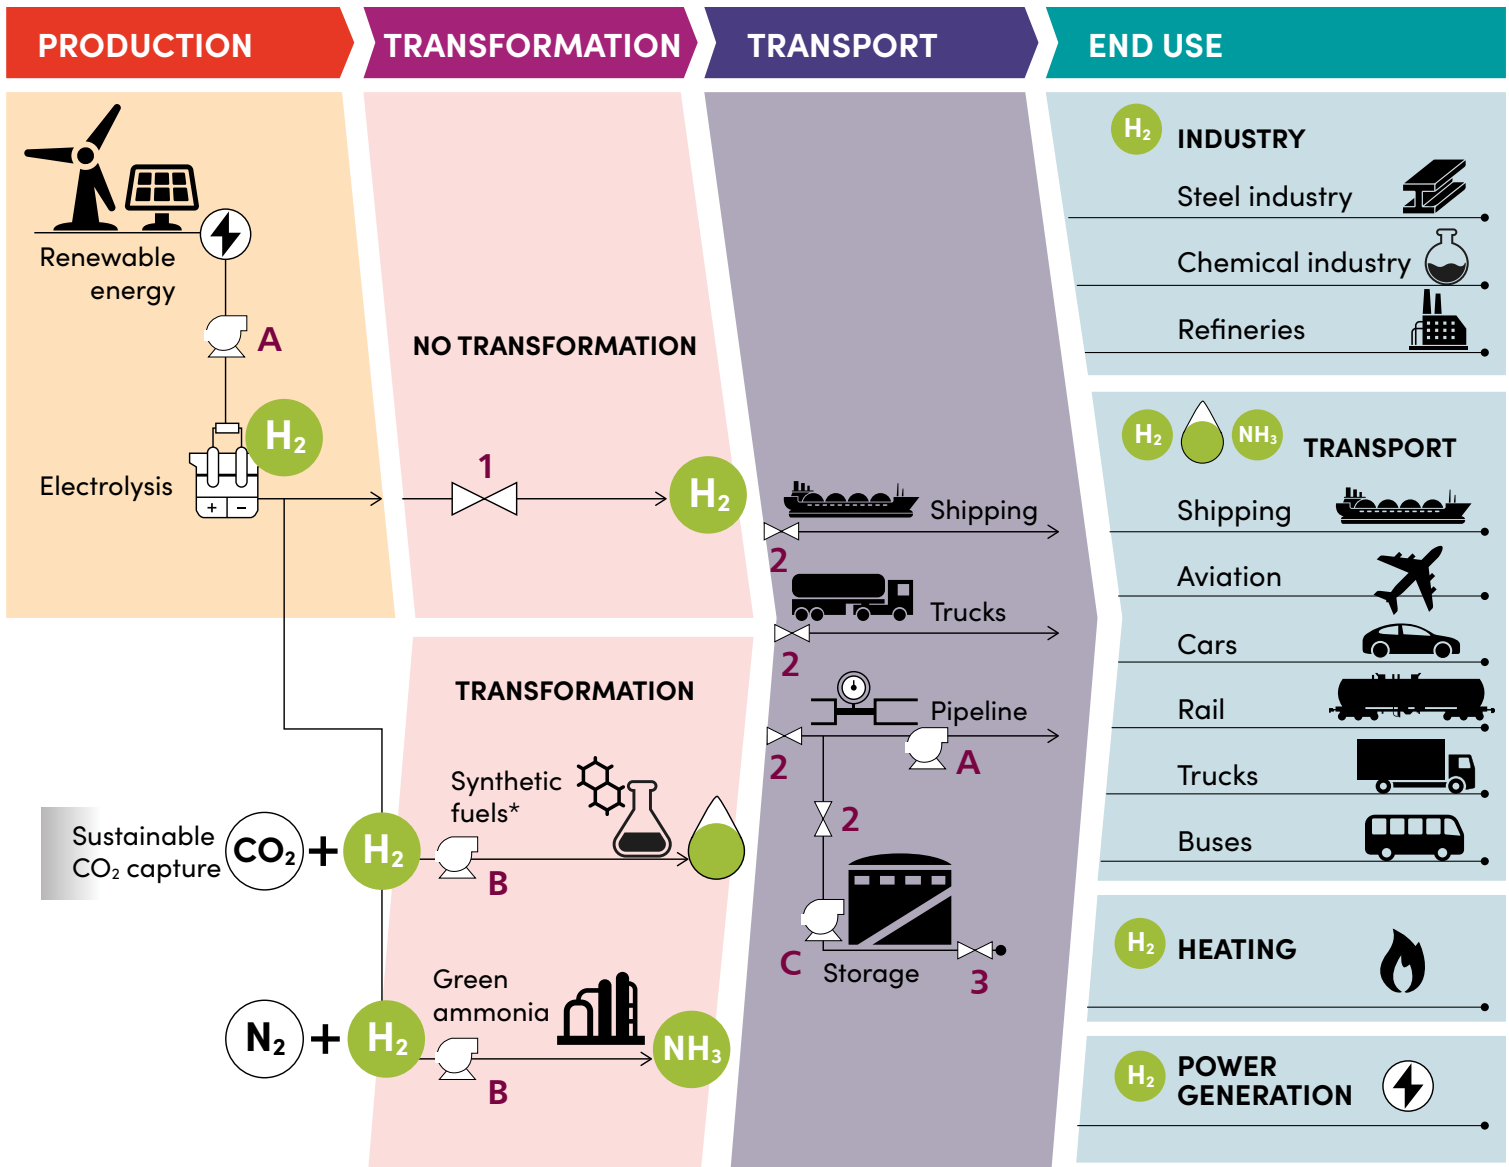 PRODUCTION
TRANSFORMATION
TRANSPORT
END USE
Renewable
energy
A
H₂
Electrolysis
+ −
NO TRANSFORMATION
1
H₂
TRANSFORMATION
Sustainable
CO₂ capture
CO₂ + H₂
Synthetic
fuels*
B
N₂ + H₂
Green
ammonia
B
NH₃
Shipping
2
Trucks
2
Pipeline
2
A
2
C
Storage
3
H₂ INDUSTRY
Steel industry
Chemical industry
Refineries
H₂ NH₃ TRANSPORT
Shipping
Aviation
Cars
Rail
Trucks
Buses
H₂ HEATING
H₂ POWER
GENERATION